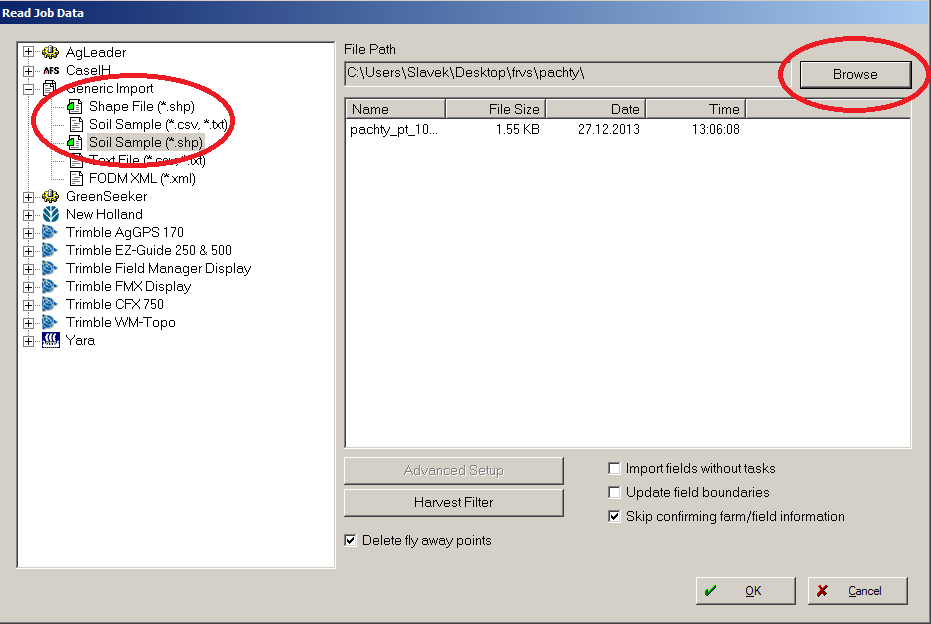 Read Job Data
AgLeader
AFS CaseIH
Generic Import
Shape File (*.shp)
Soil Sample (*.csv, *.txt)
Soil Sample (*.shp)
Text File (*.csv, *.txt)
FODM XML (*.xml)
GreenSeeker
New Holland
Trimble AgGPS 170
Trimble EZ-Guide 250 & 500
Trimble Field Manager Display
Trimble FMX Display
Trimble CFX 750
Trimble WM-Topo
Yara
File Path
C:\Users\Slavek\Desktop\frvs\pachty\
Browse
Name File Size Date Time
pachty_pt_10... 1.55 KB 27.12.2013 13:06:08
Advanced Setup
Harvest Filter
Delete fly away points
Import fields without tasks
Update field boundaries
Skip confirming farm/field information
OK Cancel